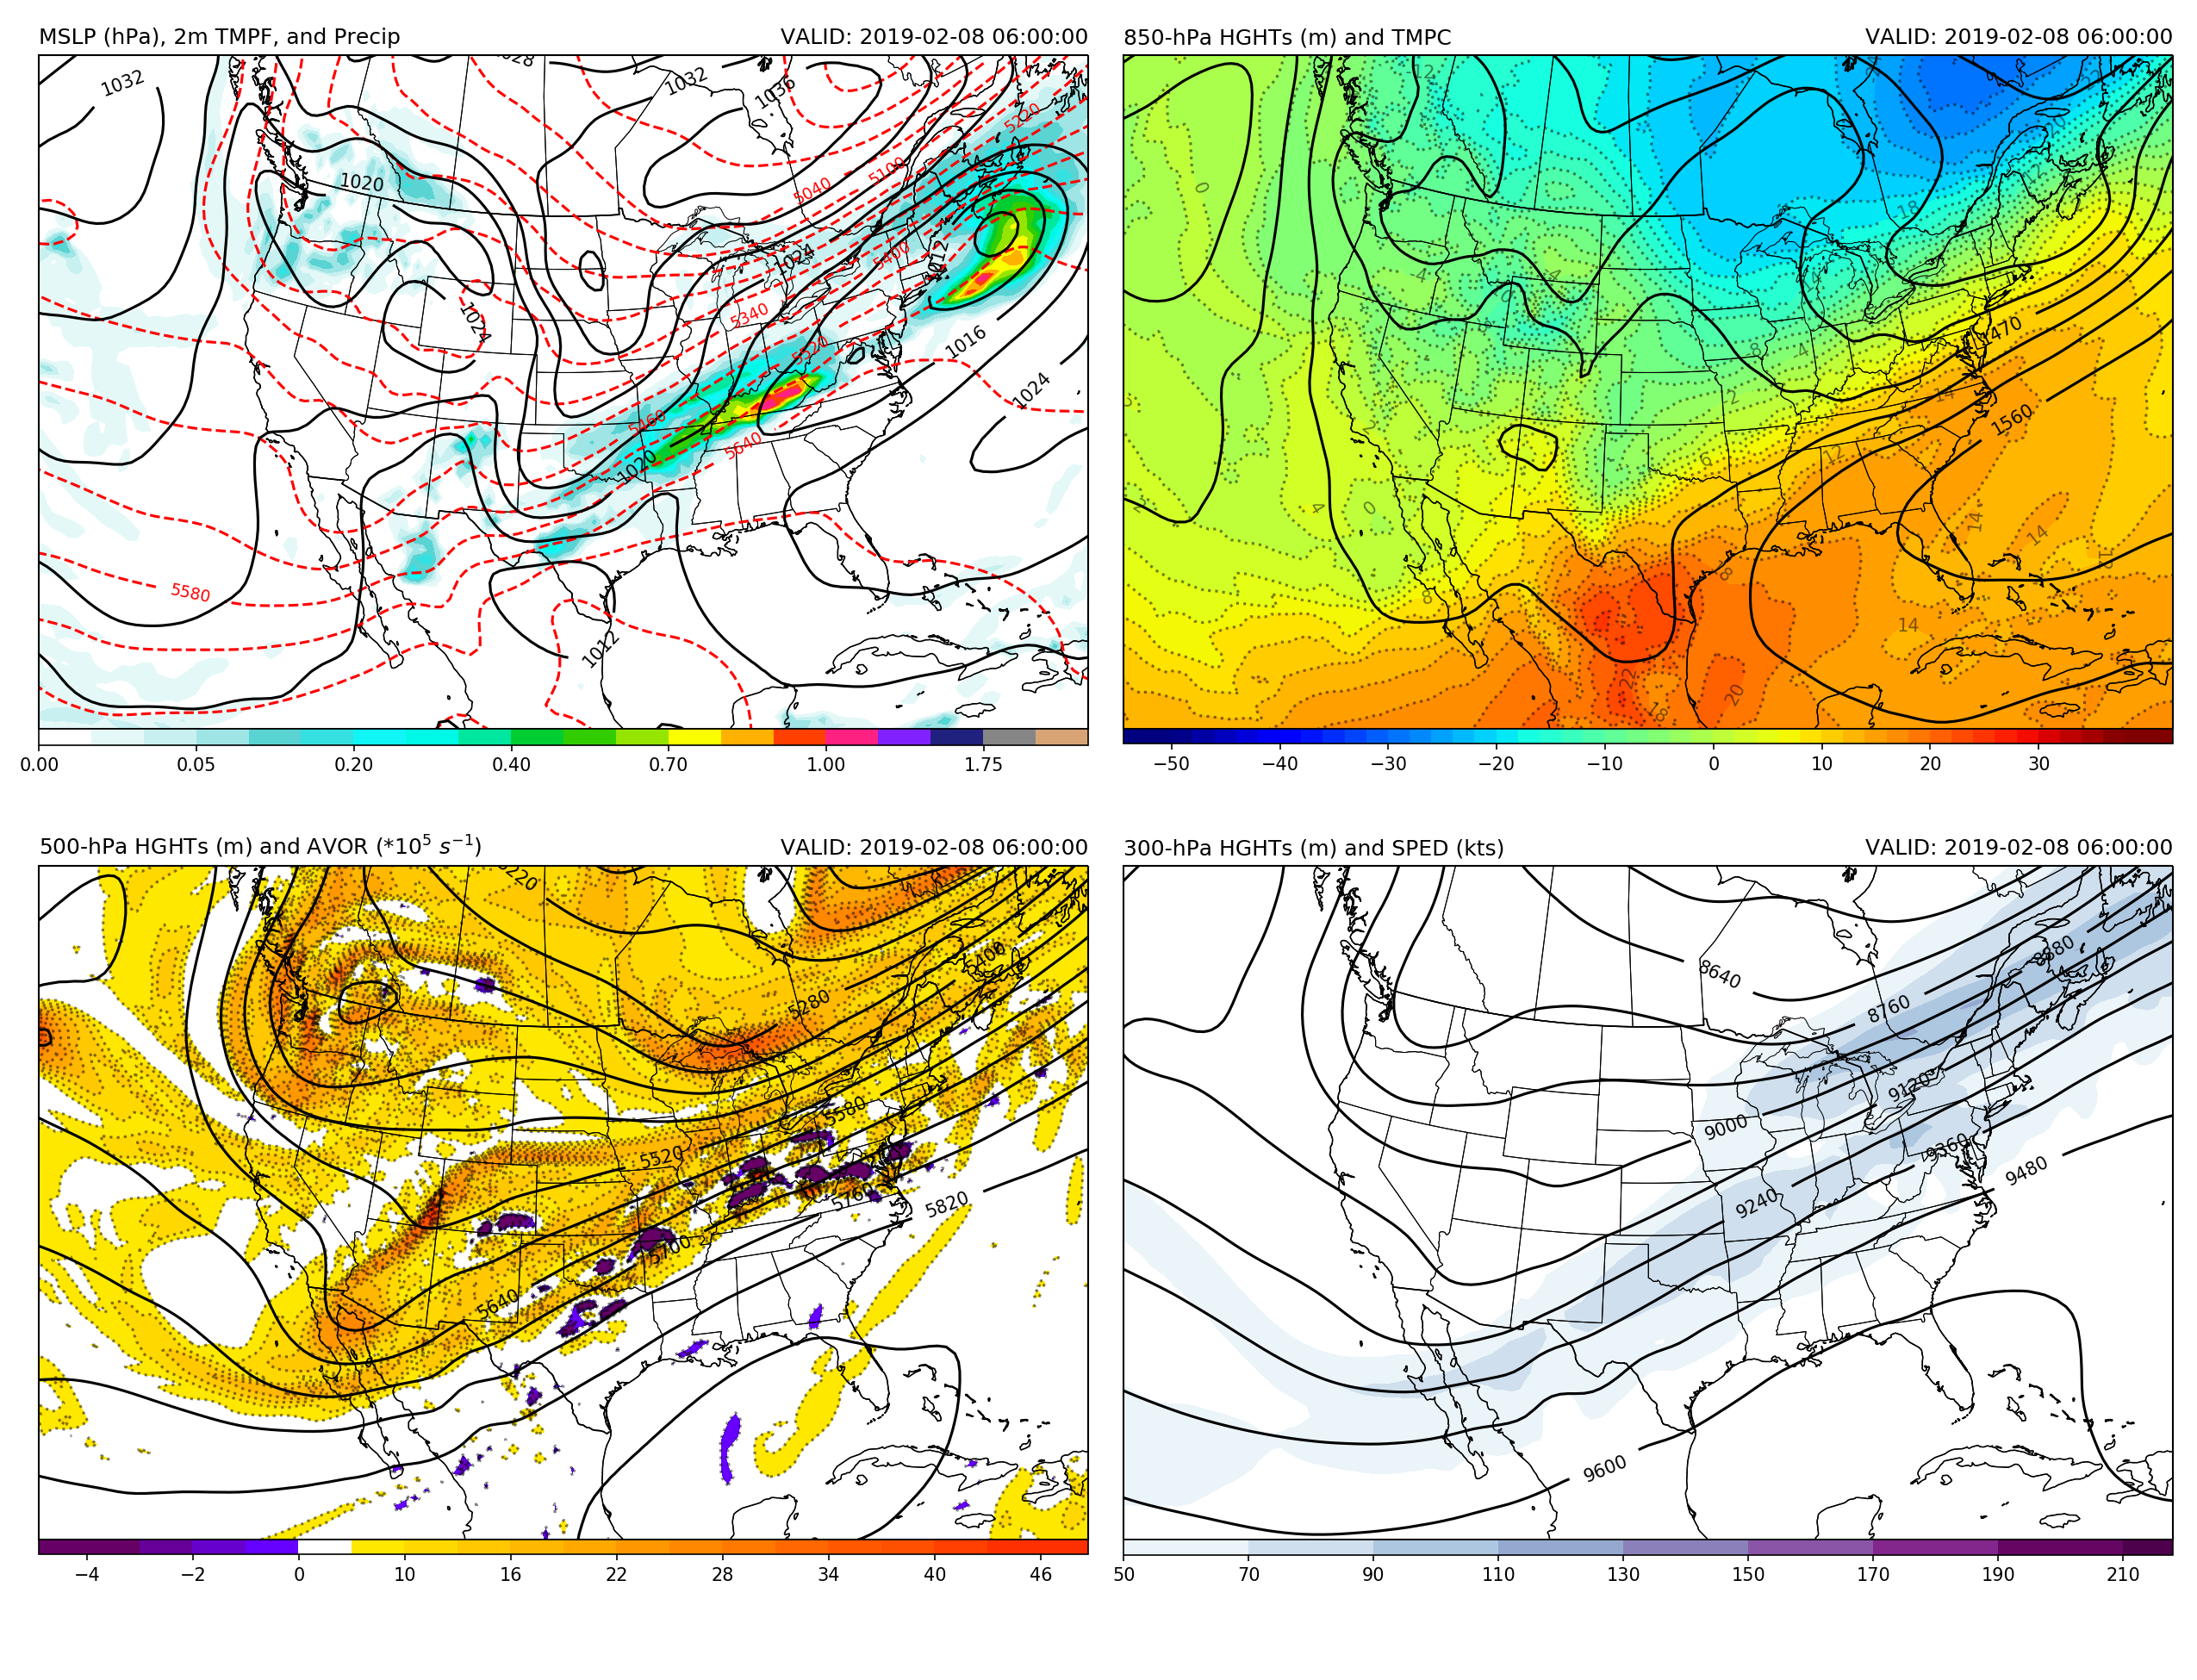 MSLP (hPa), 2m TMPF, and Precip VALID: 2019-02-08 06:00:00
1032 1028 1032 1036 5220
1020 5100 5040
1024 5400 1012
1024 5340 1016
5520 1024
5460 5640
1020
5580
1012
0.00 0.05 0.20 0.40 0.70 1.00 1.75
850-hPa HGHTs (m) and TMPC VALID: 2019-02-08 06:00:00
0 18
4 4 1470
8 4
2 2 14 1560
6 12
0 4 14 14
8 18
14
22 18 20
−50 −40 −30 −20 −10 0 10 20 30
500-hPa HGHTs (m) and AVOR (*10⁵ s⁻¹) VALID: 2019-02-08 06:00:00
5220 5400
5280
5580
5520
5760 5820
5700
5640
−4 −2 0 10 16 22 28 34 40 46
300-hPa HGHTs (m) and SPED (kts) VALID: 2019-02-08 06:00:00
8640 8880
8760
9000 9120
9240 9360 9480
9600
50 70 90 110 130 150 170 190 210